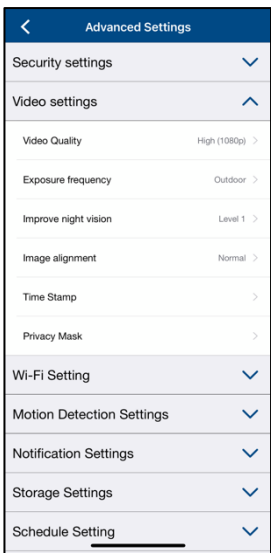 Advanced Settings
Security settings
Video settings
Video Quality High (1080p)
Exposure frequency Outdoor
Improve night vision Level 1
Image alignment Normal
Time Stamp
Privacy Mask
Wi-Fi Setting
Motion Detection Settings
Notification Settings
Storage Settings
Schedule Setting